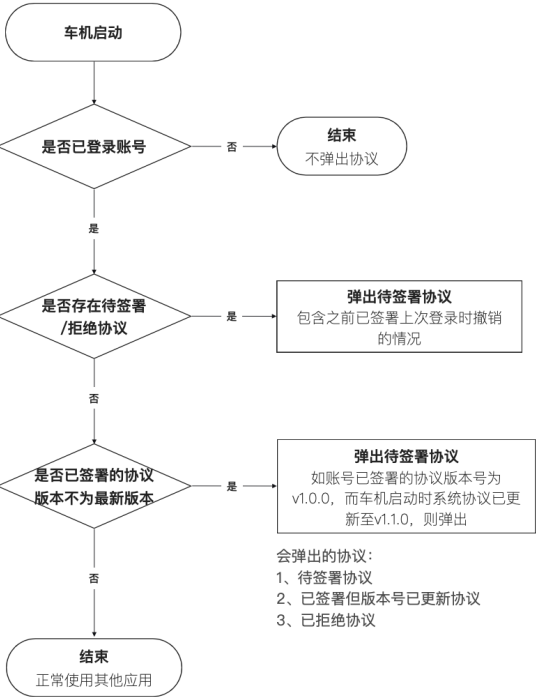 车机启动
是否已登录账号
否
结束
不弹出协议
是
是否存在待签署
/拒绝协议
是
弹出待签署协议
包含之前已签署上次登录时撤销
的情况
否
是否已签署的协议
版本不为最新版本
是
弹出待签署协议
如账号已签署的协议版本号为
v1.0.0，而车机启动时系统协议已更
新至v1.1.0，则弹出
会弹出的协议：
1、待签署协议
2、已签署但版本号已更新协议
3、已拒绝协议
否
结束
正常使用其他应用